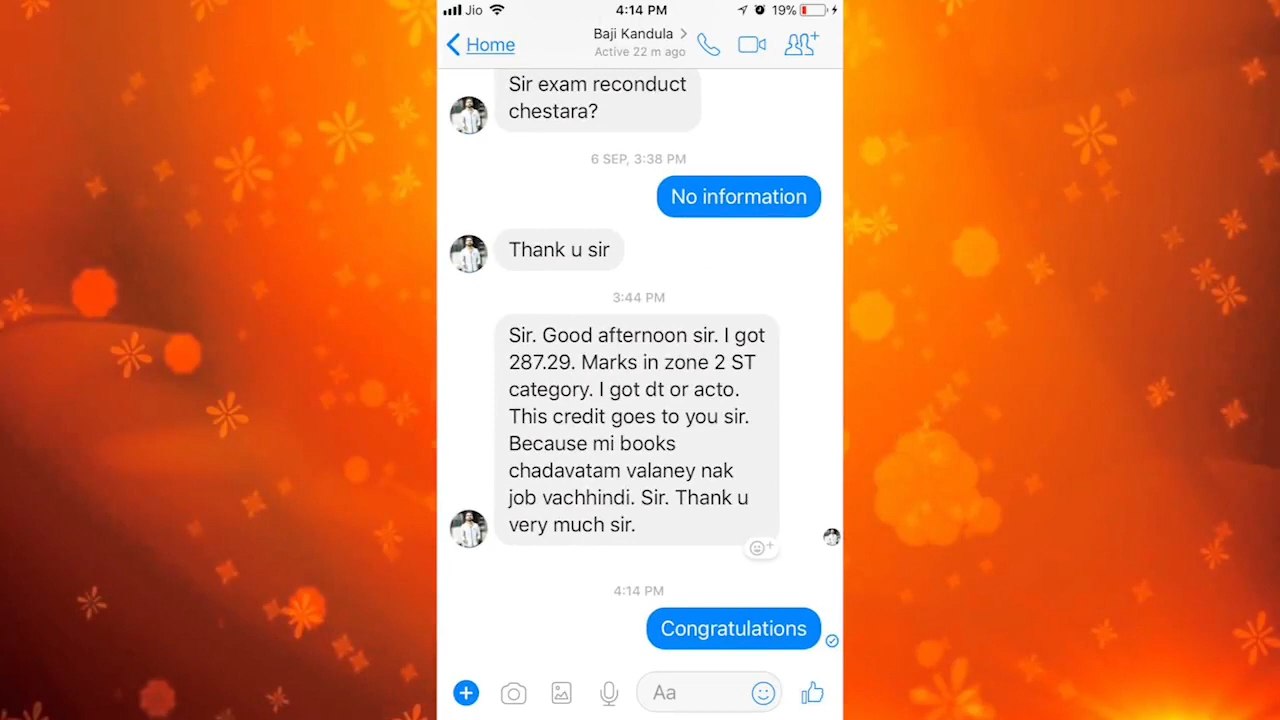 Jio 4:14 PM 19%
Home Baji Kandula
Active 22 m ago
Sir exam reconduct
chestara?
6 SEP, 3:38 PM
No information
Thank u sir
3:44 PM
Sir. Good afternoon sir. I got
287.29. Marks in zone 2 ST
category. I got dt or acto.
This credit goes to you sir.
Because mi books
chadavatam valaney nak
job vachhindi. Sir. Thank u
very much sir.
4:14 PM
Congratulations
Aa